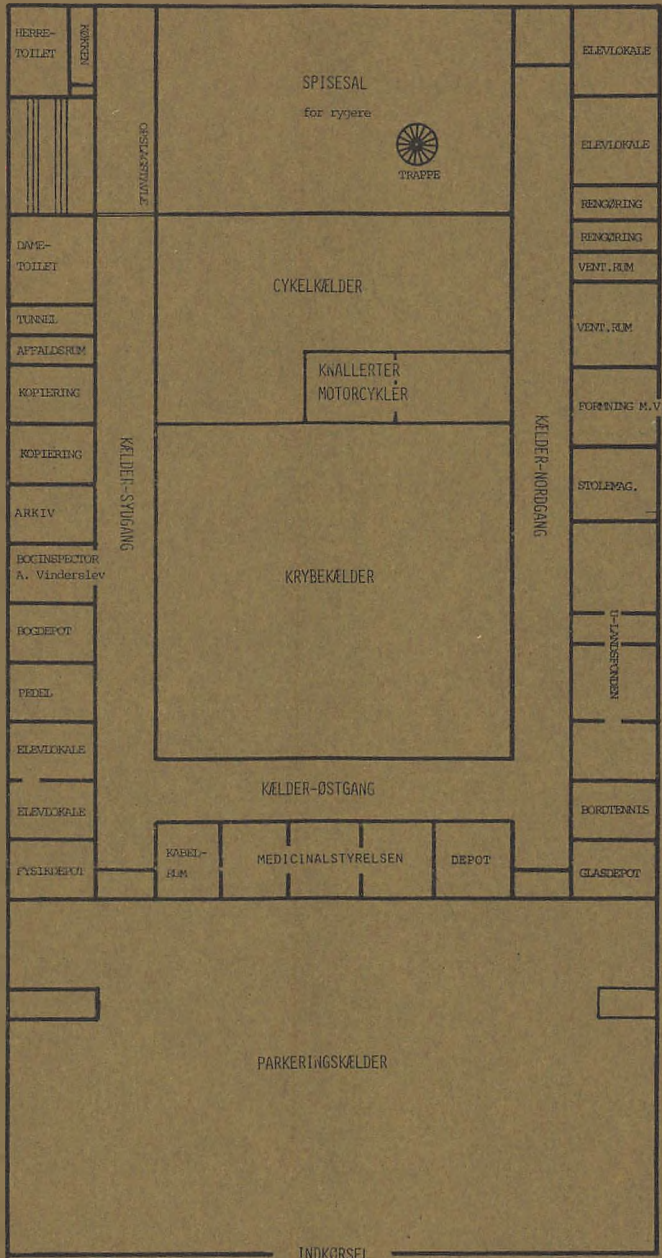 HERRE-
TOILET
KØKKEN
OPSLAGSTAVLE
SPISESAL
for rygere
TRAPPE
ELEVLOKALE
ELEVLOKALE
RENGØRING
RENGØRING
VENT.RUM
VENT.RUM
FORMNING M.V
STOLEMAG.
U-LANDSFONDEN
BORDTENNIS
GLASDEPOT
DAME-
TOILET
TUNNEL
AFFALDSRUM
KOPIERING
KOPIERING
ARKIV
BOGINSPECTOR
A. Vinderslev
BOGDEPOT
PEDEL
ELEVLOKALE
ELEVLOKALE
FYSIKDEPOT
CYKELKÆLDER
KNALLERTER
MOTORCYKLER
KÆLDER-SYDGANG
KÆLDER-NORDGANG
KRYBEKÆLDER
KÆLDER-ØSTGANG
KABEL-
RUM
MEDICINALSTYRELSEN
DEPOT
PARKERINGSKÆLDER
INDKØRSEL